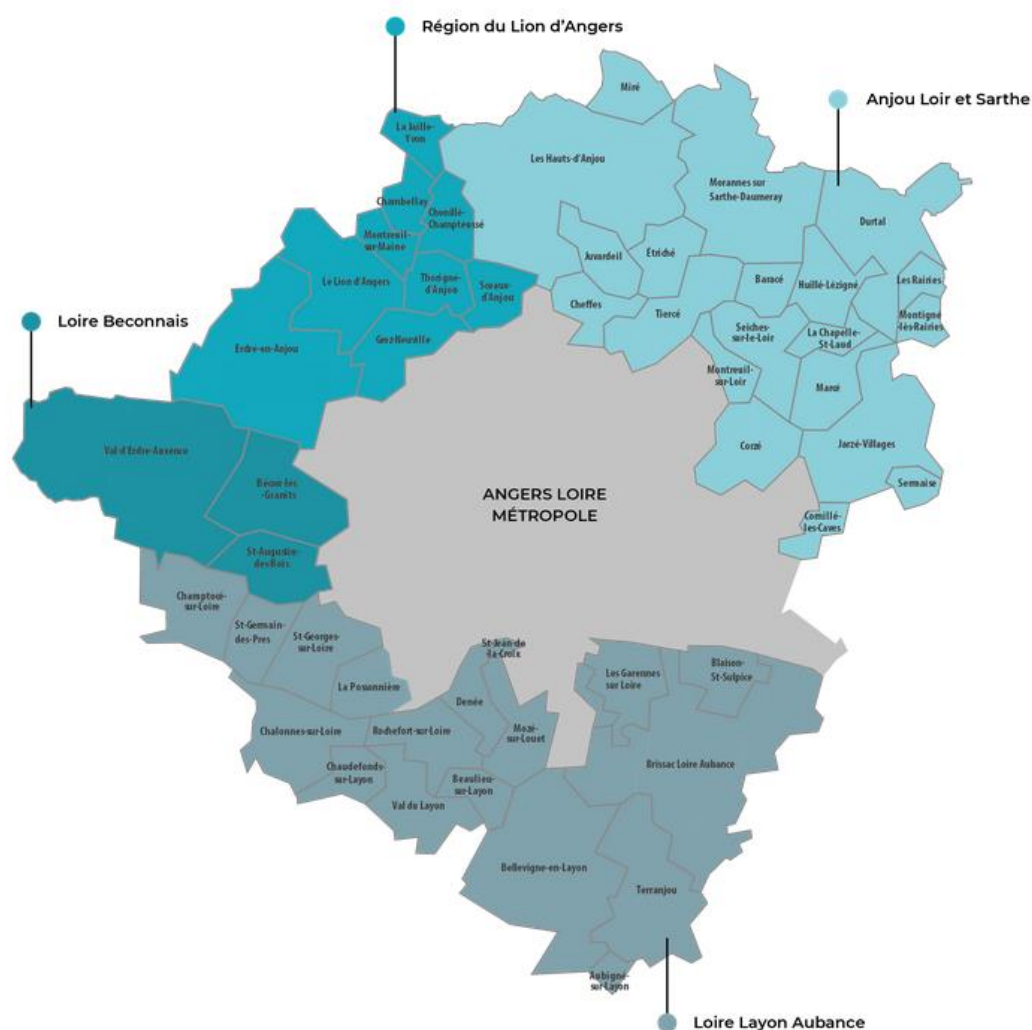 Région du Lion d'Angers
Anjou Loir et Sarthe
Miré
La Jaille-
Yvon
Les Hauts-d'Anjou
Morannes sur
Sarthe-Daumeray
Chambellay
Durtal
Chenillé-
Champteussé
Montreuil-
sur-Maine
Juvardeil
Étriché
Le Lion d'Angers
Thorigné-
d'Anjou
Sceaux-
d'Anjou
Baracé
Huillé-Lézigné
Les Rairies
Cheffes
Tiercé
Montigné
-lès-Rairies
Loire Beconnais
Seiches-
sur-le-Loir
La Chapelle-
St-Laud
Grez-Neuville
Erdre-en-Anjou
Montreuil-
sur-Loir
Marcé
Val d'Erdre-Auxence
Corzé
Jarzé-Villages
Bécon-les
-Granits
Sermaise
ANGERS LOIRE
MÉTROPOLE
Cornillé-
les-Caves
St-Augustin-
des-Bois
Champtocé-
sur-Loire
St-Germain-
des-Pres
St-Georges-
sur-Loire
St-Jean-de
-la-Croix
Blaison-
St-Sulpice
Les Garennes
sur Loire
La Possonnière
Denée
Chalonnes-sur-Loire
Rochefort-sur-Loire
Mozé-
sur-Louet
Brissac Loire Aubance
Chaudefonds-
sur-Layon
Beaulieu-
sur-Layon
Val du Layon
Bellevigne-en-Layon
Terranjou
Aubigné-
sur-Layon
Loire Layon Aubance